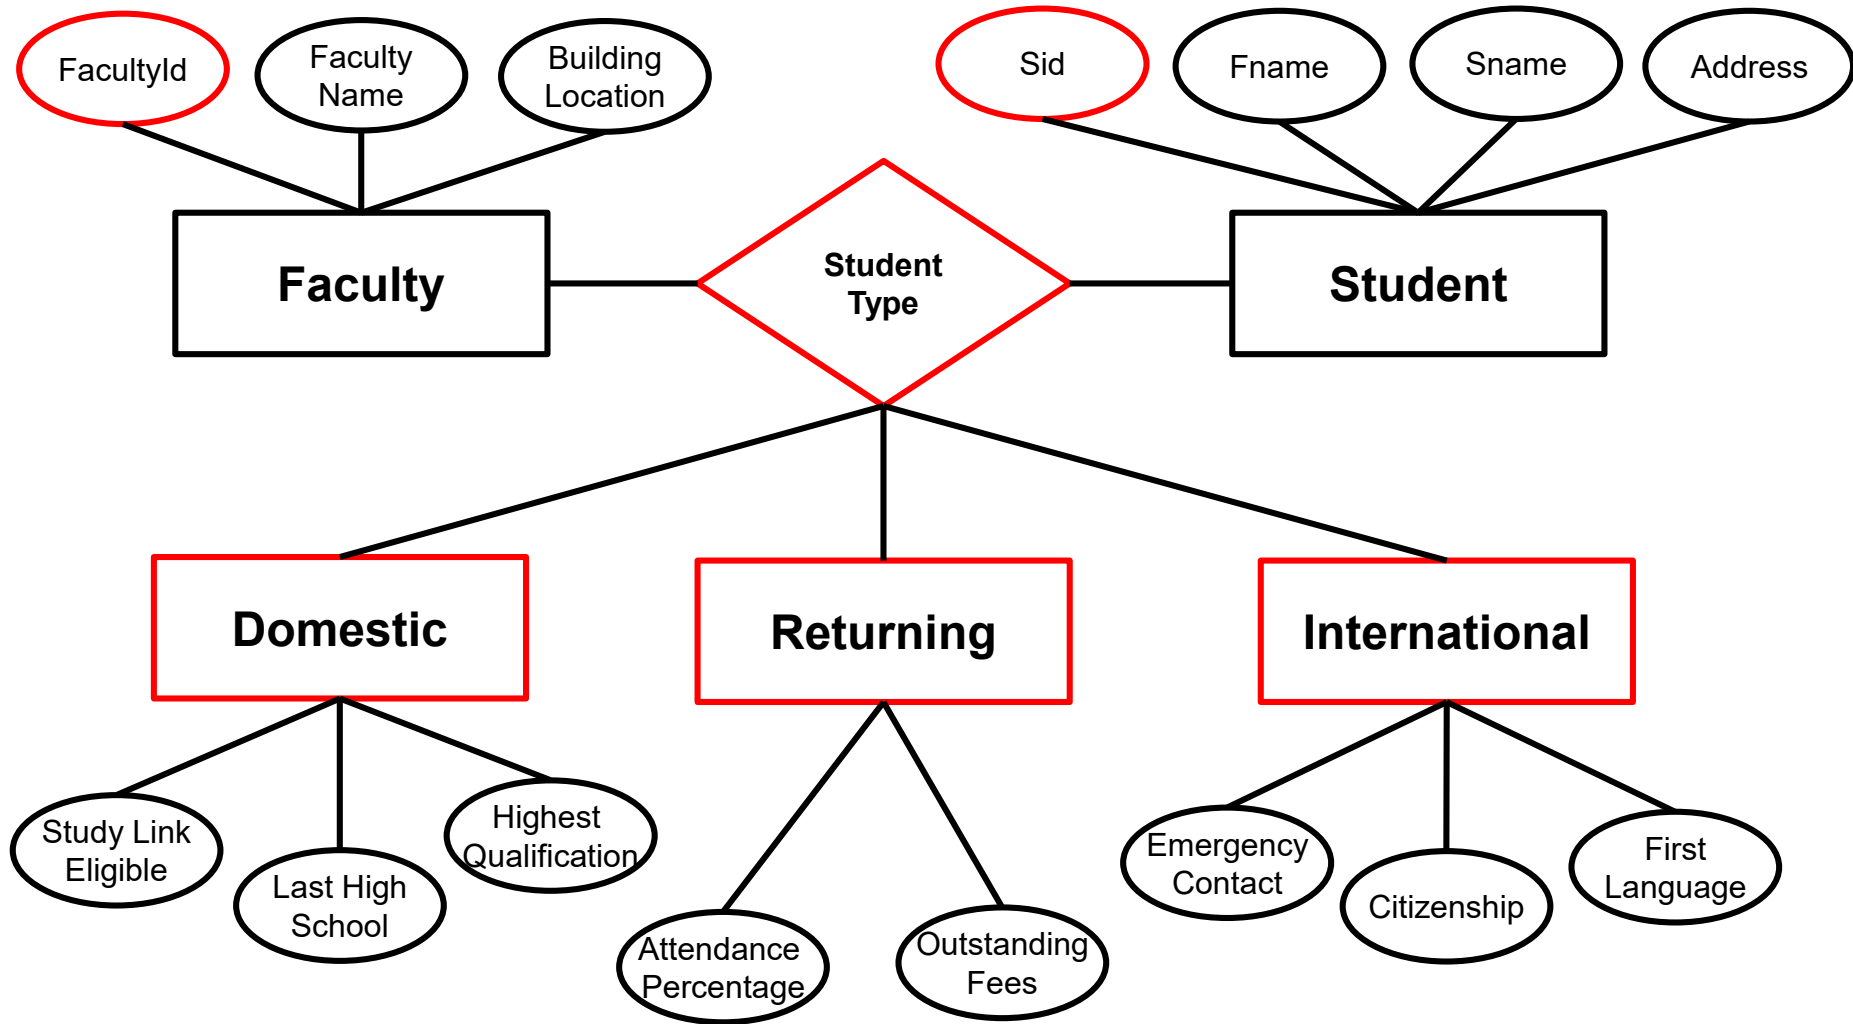 FacultyId
Faculty
Name
Building
Location
Sid
Fname
Sname
Address
Faculty
Student
Type
Student
Domestic
Returning
International
Study Link
Eligible
Last High
School
Highest
Qualification
Attendance
Percentage
Outstanding
Fees
Emergency
Contact
Citizenship
First
Language